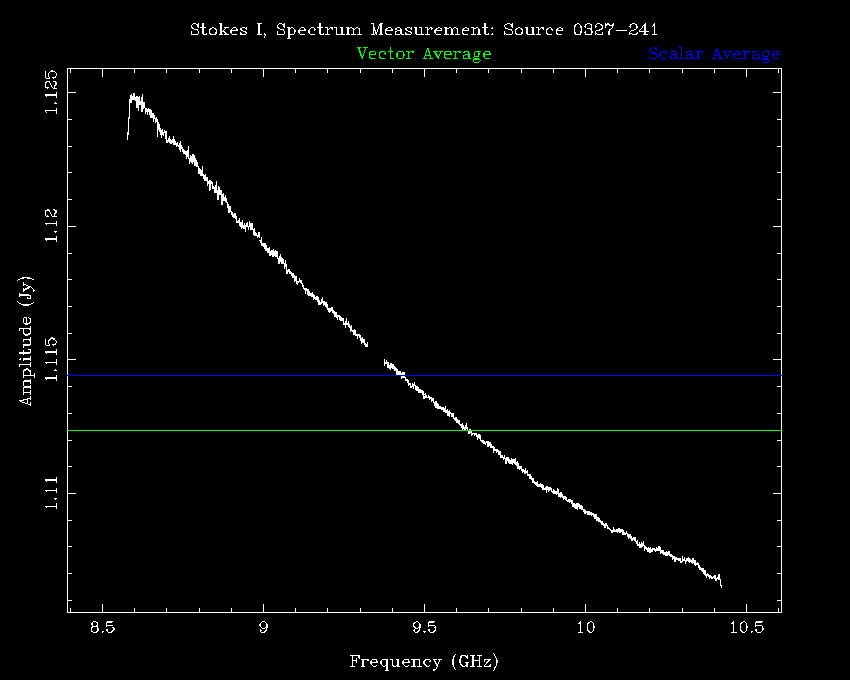 Stokes I, Spectrum Measurement: Source 0327-241
Vector Average Scalar Average
1.125
1.12
1.115
1.11
Amplitude (Jy)
8.5 9 9.5 10 10.5
Frequency (GHz)